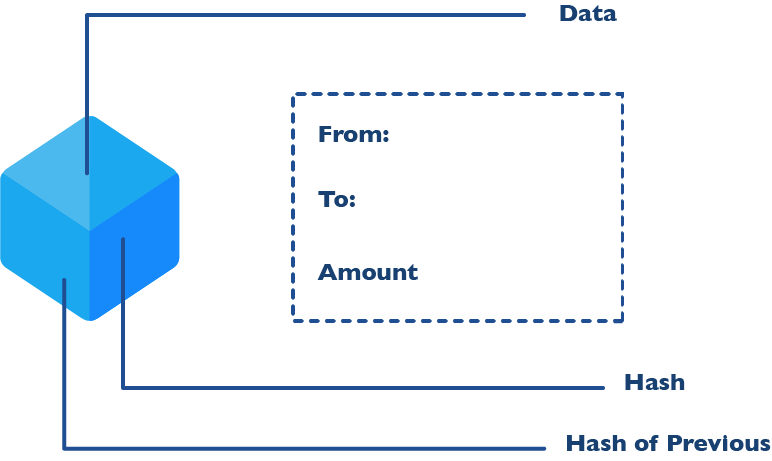 Data
From:
To:
Amount
Hash
Hash of Previous